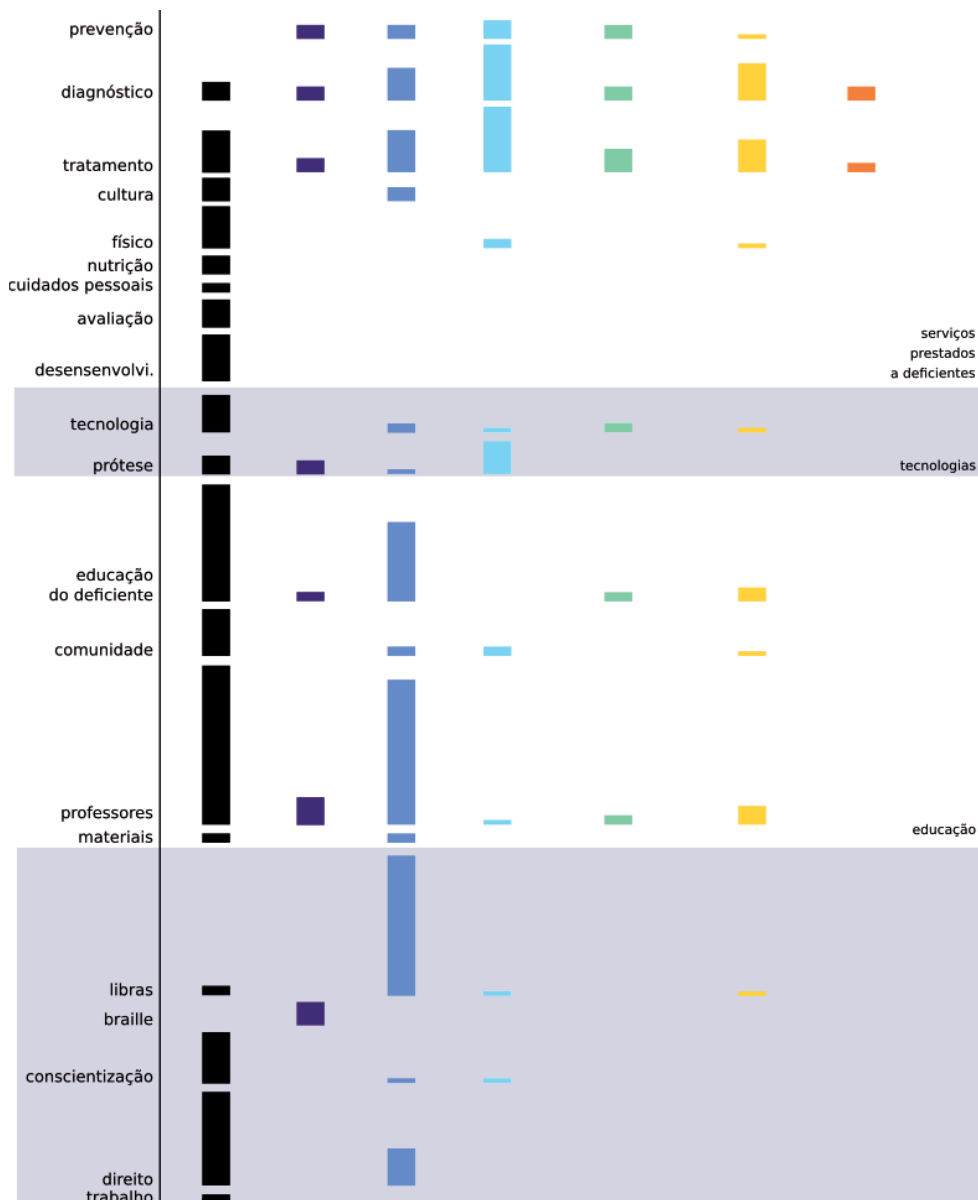 prevenção
diagnóstico
tratamento
cultura
físico
nutrição
cuidados pessoais
avaliação
serviços
prestados
a deficientes
desensenvolvi.
tecnologia
prótese
tecnologias
educação
do deficiente
comunidade
professores
educação
materiais
libras
braille
conscientização
direito
trabalho